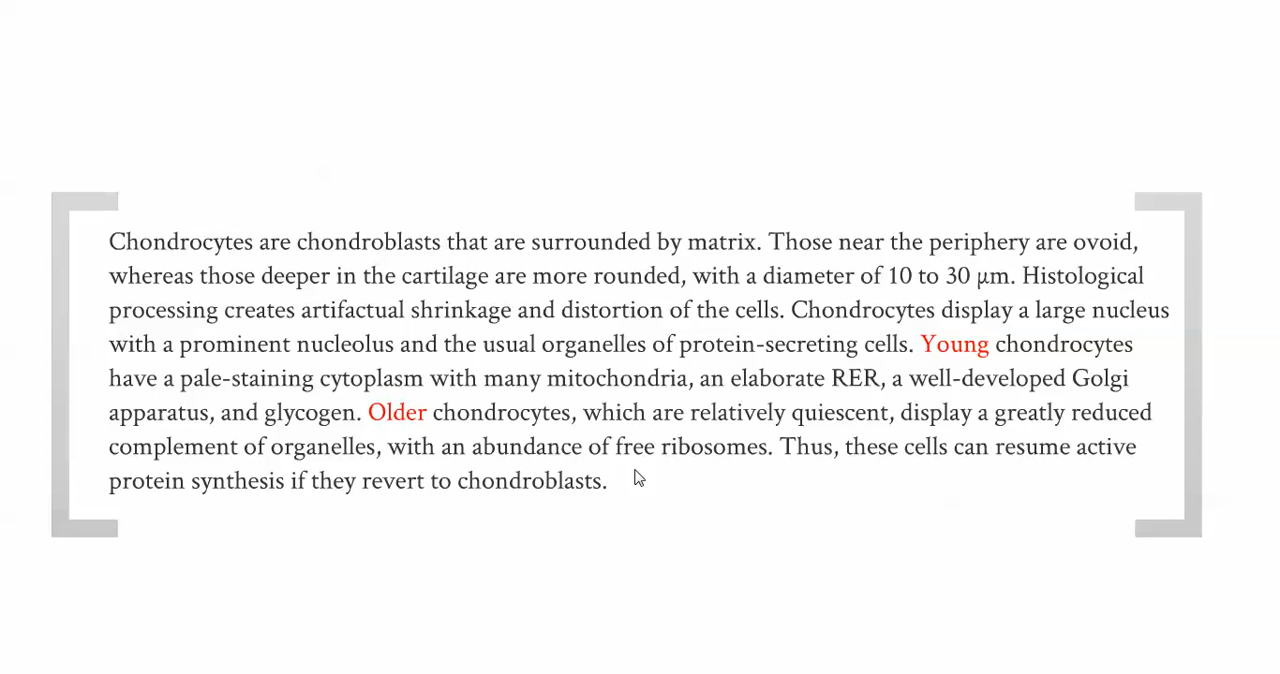 Chondrocytes are chondroblasts that are surrounded by matrix. Those near the periphery are ovoid,
whereas those deeper in the cartilage are more rounded, with a diameter of 10 to 30 μm. Histological
processing creates artifactual shrinkage and distortion of the cells. Chondrocytes display a large nucleus
with a prominent nucleolus and the usual organelles of protein-secreting cells. Young chondrocytes
have a pale-staining cytoplasm with many mitochondria, an elaborate RER, a well-developed Golgi
apparatus, and glycogen. Older chondrocytes, which are relatively quiescent, display a greatly reduced
complement of organelles, with an abundance of free ribosomes. Thus, these cells can resume active
protein synthesis if they revert to chondroblasts.